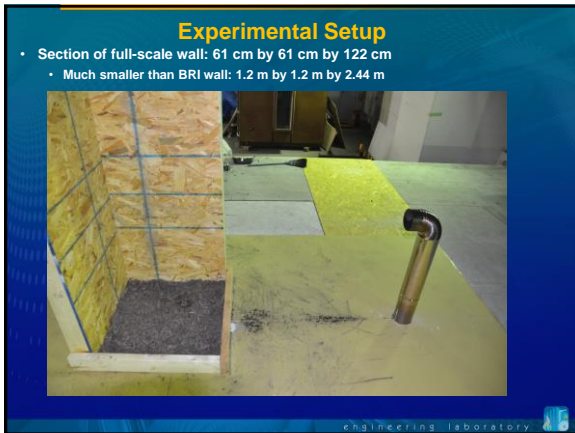 Experimental Setup
• Section of full-scale wall: 61 cm by 61 cm by 122 cm
• Much smaller than BRI wall: 1.2 m by 1.2 m by 2.44 m
engineering laboratory